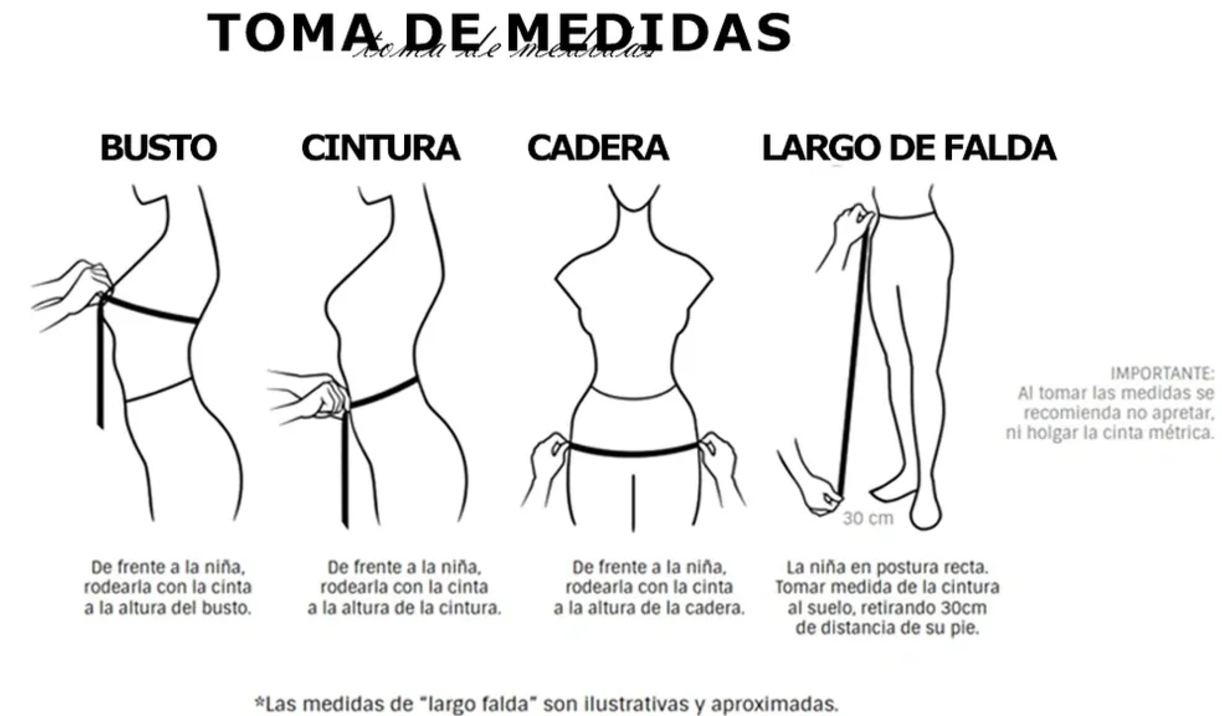 TOMA DE MEDIDAS
toma de medidas
BUSTO
CINTURA
CADERA
LARGO DE FALDA
30 cm
IMPORTANTE:
Al tomar las medidas se
recomienda no apretar,
ni holgar la cinta métrica.
De frente a la niña,
rodearla con la cinta
a la altura del busto.
De frente a la niña,
rodearla con la cinta
a la altura de la cintura.
De frente a la niña,
rodearla con la cinta
a la altura de la cadera.
La niña en postura recta.
Tomar medida de la cintura
al suelo, retirando 30cm
de distancia de su pie.
*Las medidas de "largo falda" son ilustrativas y aproximadas.